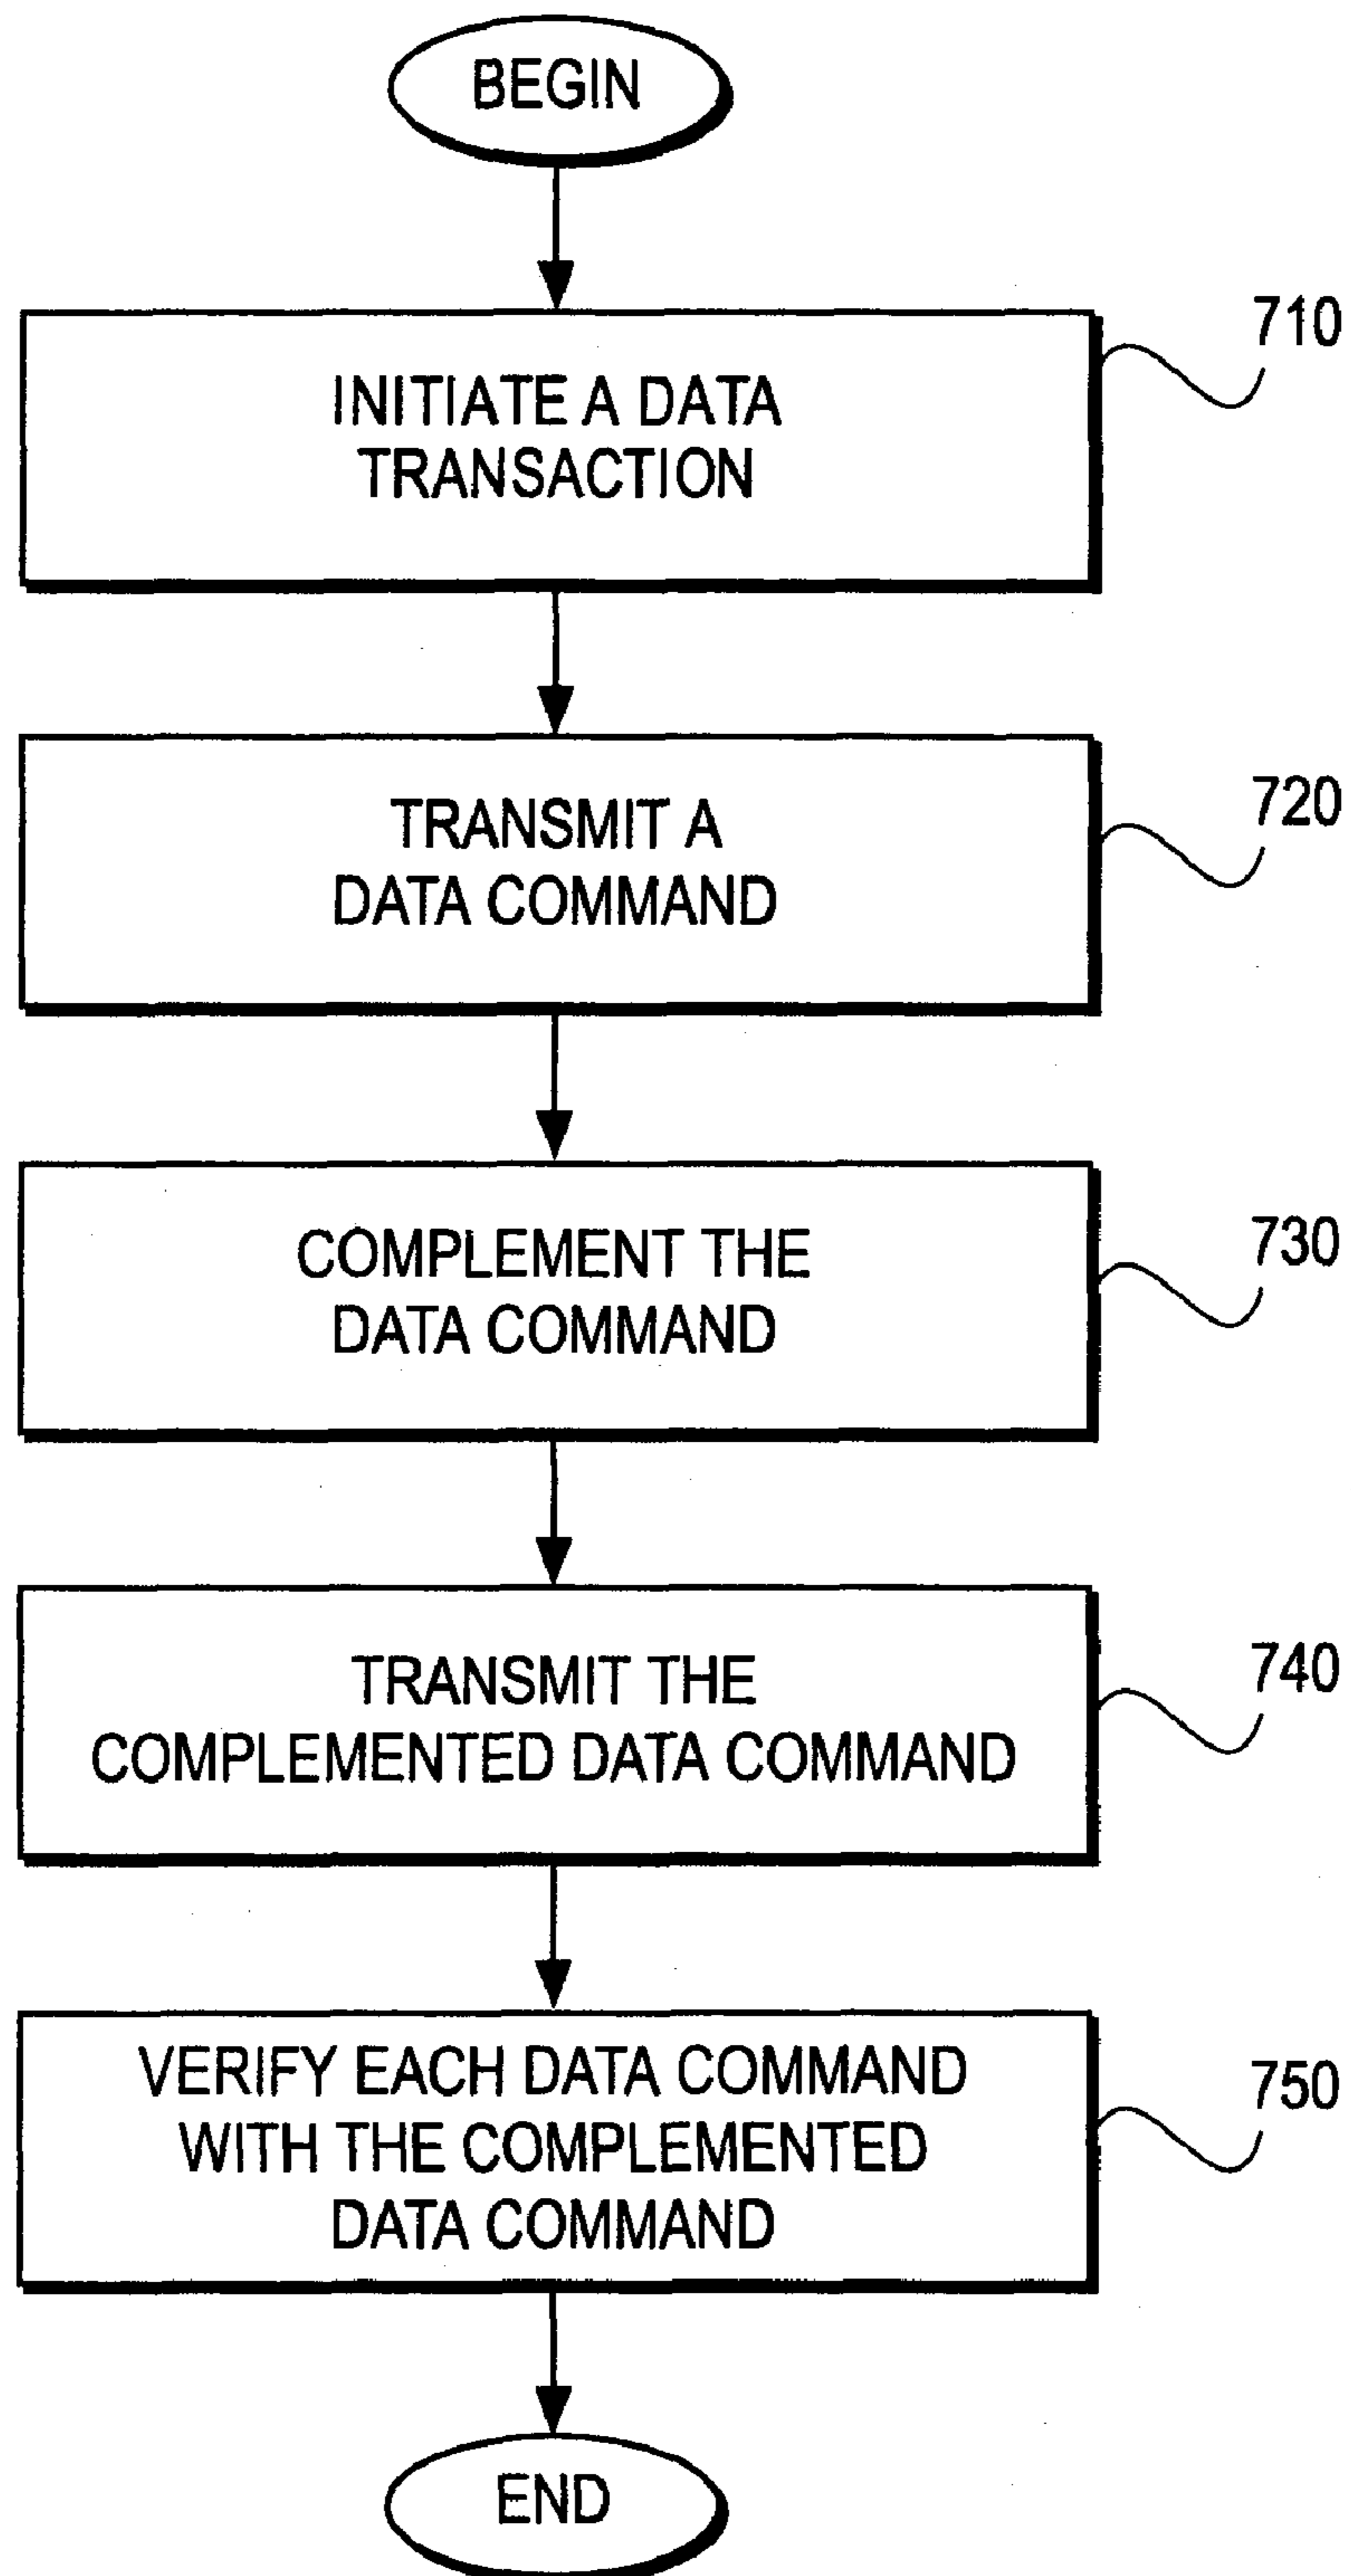 BEGIN
INITIATE A DATA
TRANSACTION
710
TRANSMIT A
DATA COMMAND
720
COMPLEMENT THE
DATA COMMAND
730
TRANSMIT THE
COMPLEMENTED DATA COMMAND
740
VERIFY EACH DATA COMMAND
WITH THE COMPLEMENTED
DATA COMMAND
750
END